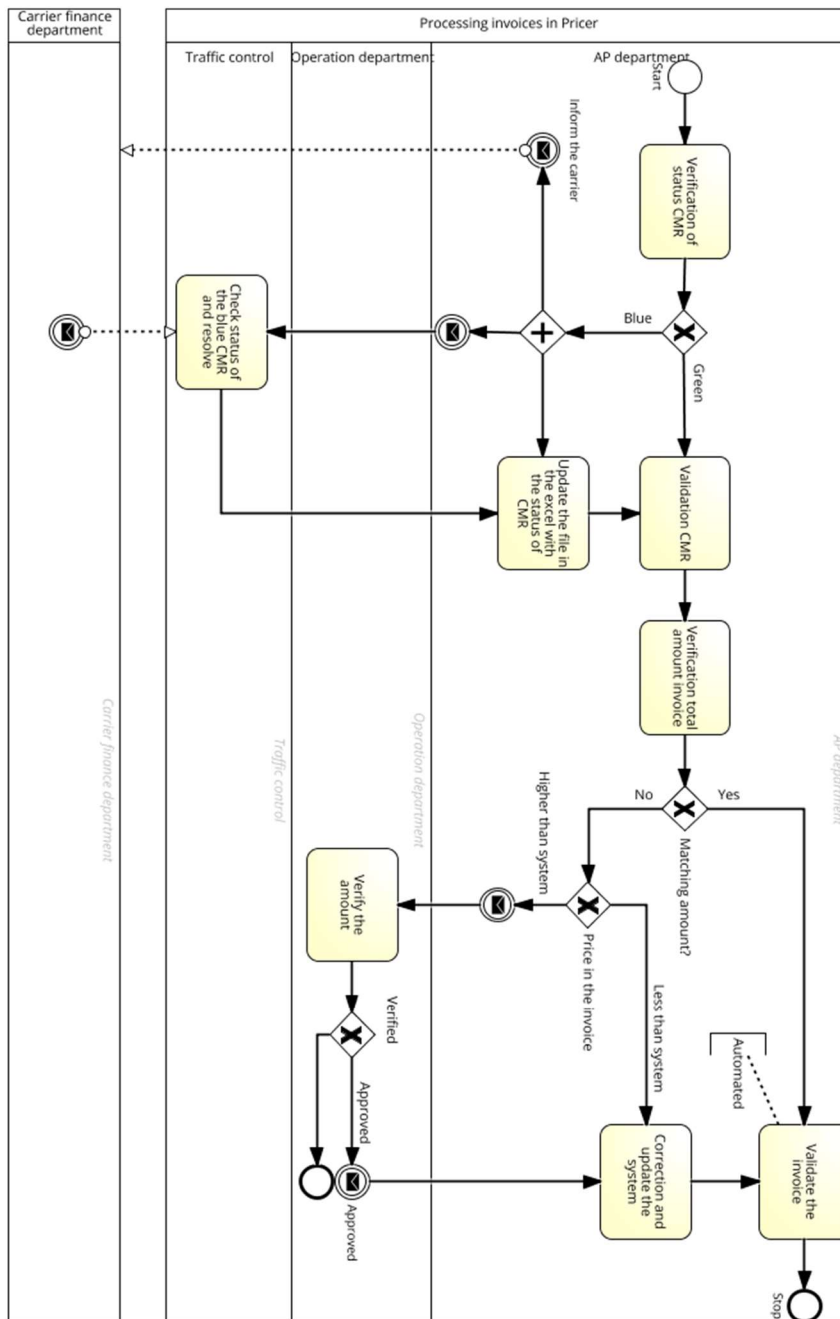 Carrier finance
department
Processing invoices in Pricer
Traffic control
Operation department
AP department
Start
Inform the carrier
Verification of
status CMR
Blue
Green
Check status of
the blue CMR
and resolve
Update the file in
the excel with
the status of
CMR
Validation CMR
Verification total
amount invoice
Carrier finance department
Traffic control
Operation department
AP department
No
Yes
Matching amount?
Higher than system
Price in the invoice
Less than system
Verify the
amount
Verified
Approved
Approved
Automated
Correction and
update the
system
Validate the
invoice
Stop